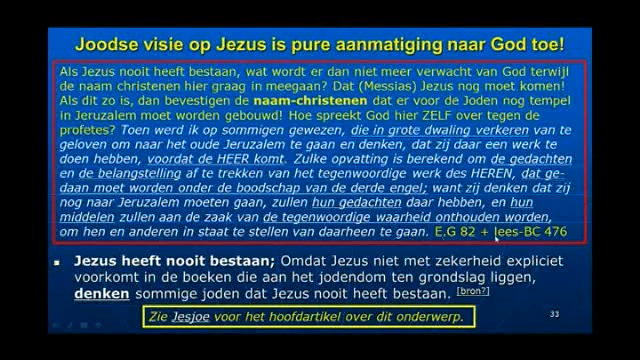 Joodse visie op Jezus is pure aanmatiging naar God toe!
Als Jezus nooit heeft bestaan, wat wordt er dan niet meer verwacht van God terwijl
de naam christenen hier graag in meegaan? Dat (Messias) Jezus nog moet komen!
Als dit zo is, dan bevestigen de naam-christenen dat er voor de Joden nog tempel
in Jeruzalem moet worden gebouwd! Hoe spreekt God hier ZELF over tegen de
profetes? Toen werd ik op sommigen gewezen, die in grote dwaling verkeren van te
geloven om naar het oude Jeruzalem te gaan en denken, dat zij daar een werk te
doen hebben, voordat de HEER komt. Zulke opvatting is berekend om de gedachten
en de belangstelling af te trekken van het tegenwoordige werk des HEREN, dat ge-
daan moet worden onder de boodschap van de derde engel; want zij denken dat zij
nog naar Jeruzalem moeten gaan, zullen hun gedachten daar hebben, en hun
middelen zullen aan de zaak van de tegenwoordige waarheid onthouden worden,
om hen en anderen in staat te stellen van daarheen te gaan. E.G 82 + lees-BC 476
▪ Jezus heeft nooit bestaan; Omdat Jezus niet met zekerheid expliciet
voorkomt in de boeken die aan het jodendom ten grondslag liggen,
denken sommige joden dat Jezus nooit heeft bestaan. [bron?]
Zie Jesjoe voor het hoofdartikel over dit onderwerp.
33